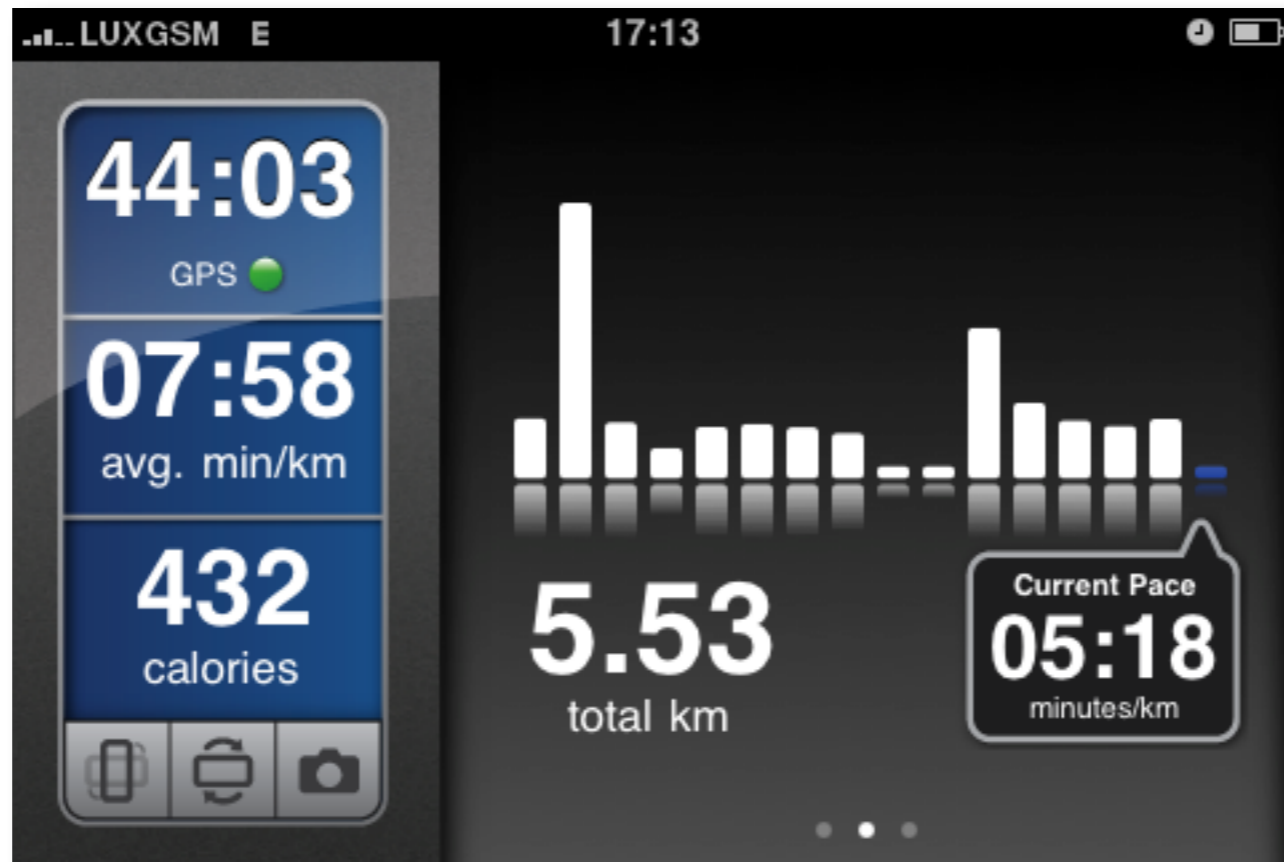 LUXGSM E 17:13
44:03
GPS
07:58
avg. min/km
432
calories
5.53
total km
Current Pace
05:18
minutes/km